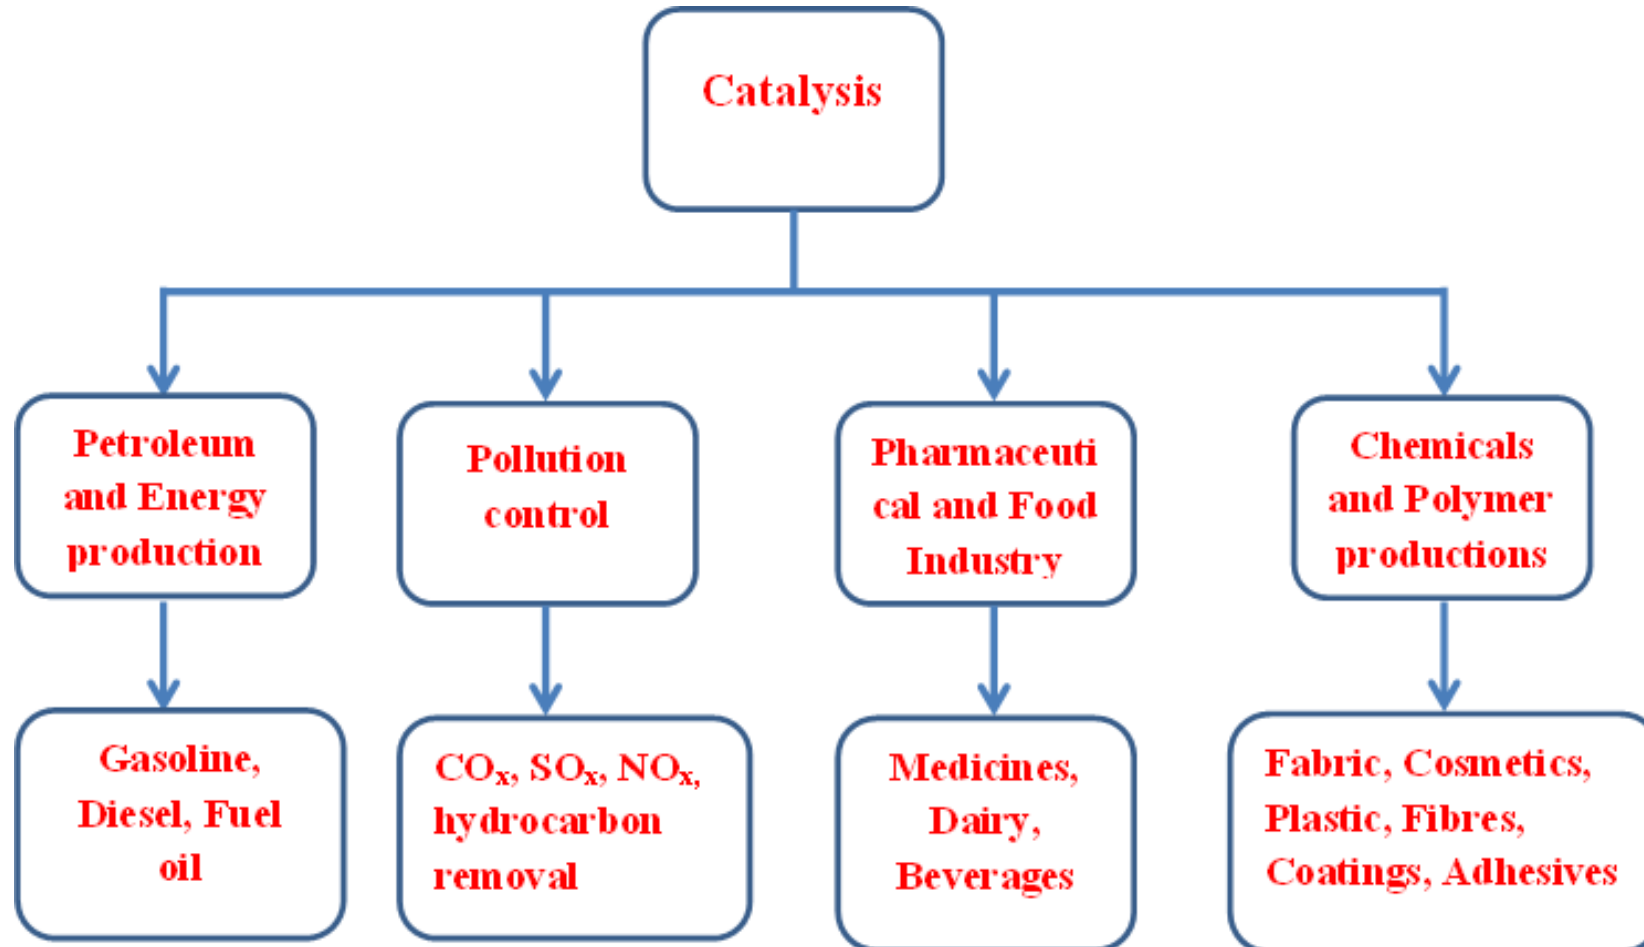 Catalysis
Petroleum
and Energy
production
Pollution
control
Pharmaceuti
cal and Food
Industry
Chemicals
and Polymer
productions
Gasoline,
Diesel, Fuel
oil
COₓ, SOₓ, NOₓ,
hydrocarbon
removal
Medicines,
Dairy,
Beverages
Fabric, Cosmetics,
Plastic, Fibres,
Coatings, Adhesives